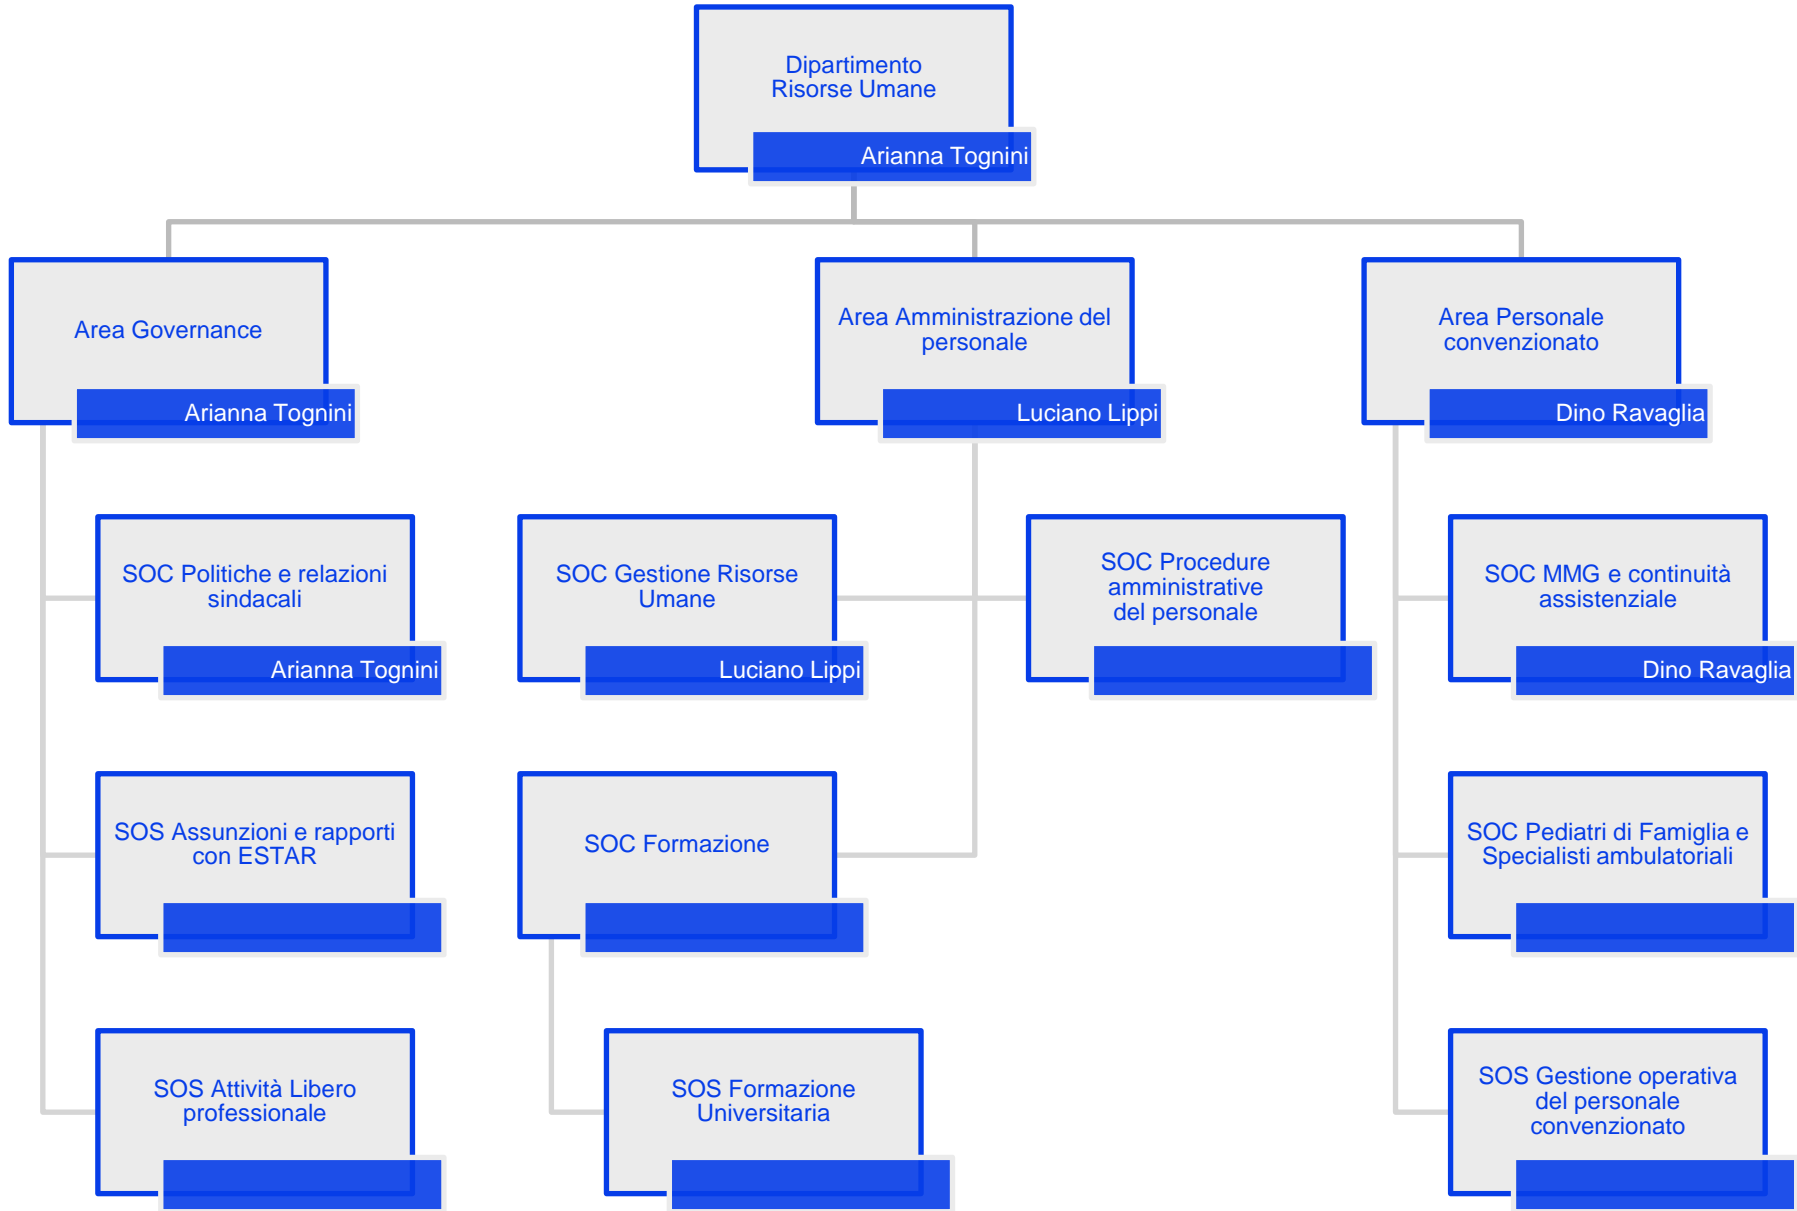 Dipartimento
Risorse Umane
Arianna Tognini
Area Governance
Arianna Tognini
Area Amministrazione del
personale
Luciano Lippi
Area Personale
convenzionato
Dino Ravaglia
SOC Politiche e relazioni
sindacali
Arianna Tognini
SOC Gestione Risorse
Umane
Luciano Lippi
SOC Procedure
amministrative
del personale
SOC MMG e continuità
assistenziale
Dino Ravaglia
SOS Assunzioni e rapporti
con ESTAR
SOC Formazione
SOC Pediatri di Famiglia e
Specialisti ambulatoriali
SOS Attività Libero
professionale
SOS Formazione
Universitaria
SOS Gestione operativa
del personale
convenzionato